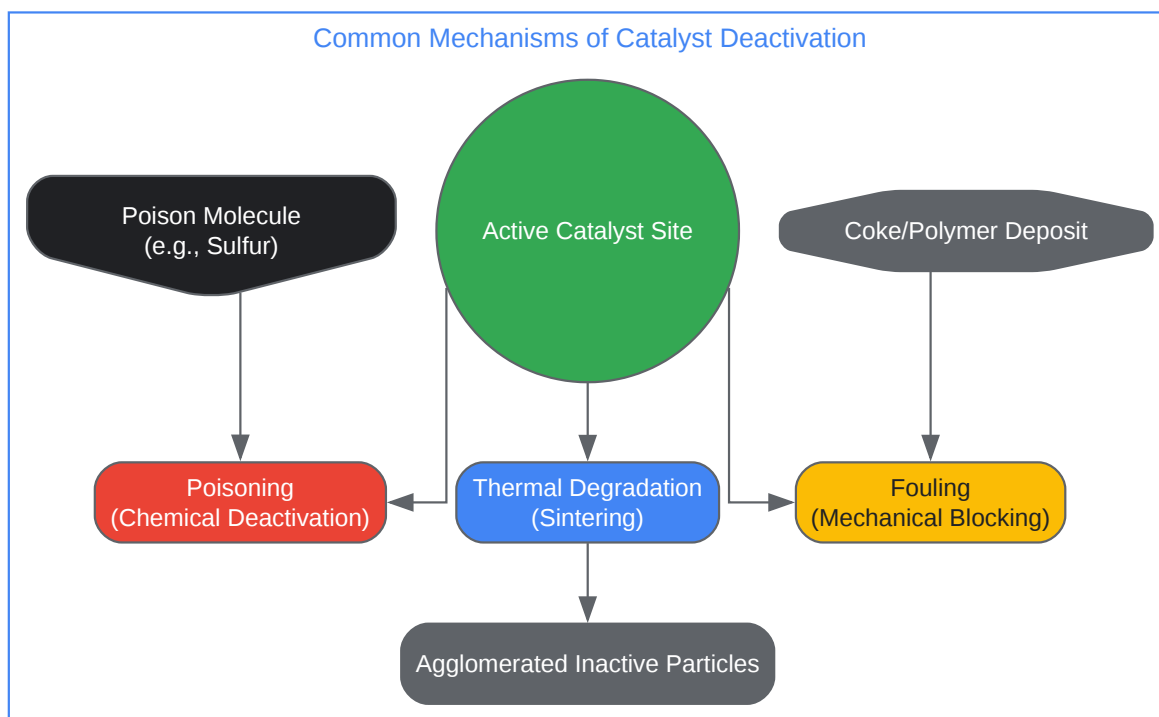 Common Mechanisms of Catalyst Deactivation
Poison Molecule
(e.g., Sulfur)
Active Catalyst Site
Coke/Polymer Deposit
Poisoning
(Chemical Deactivation)
Thermal Degradation
(Sintering)
Fouling
(Mechanical Blocking)
Agglomerated Inactive Particles